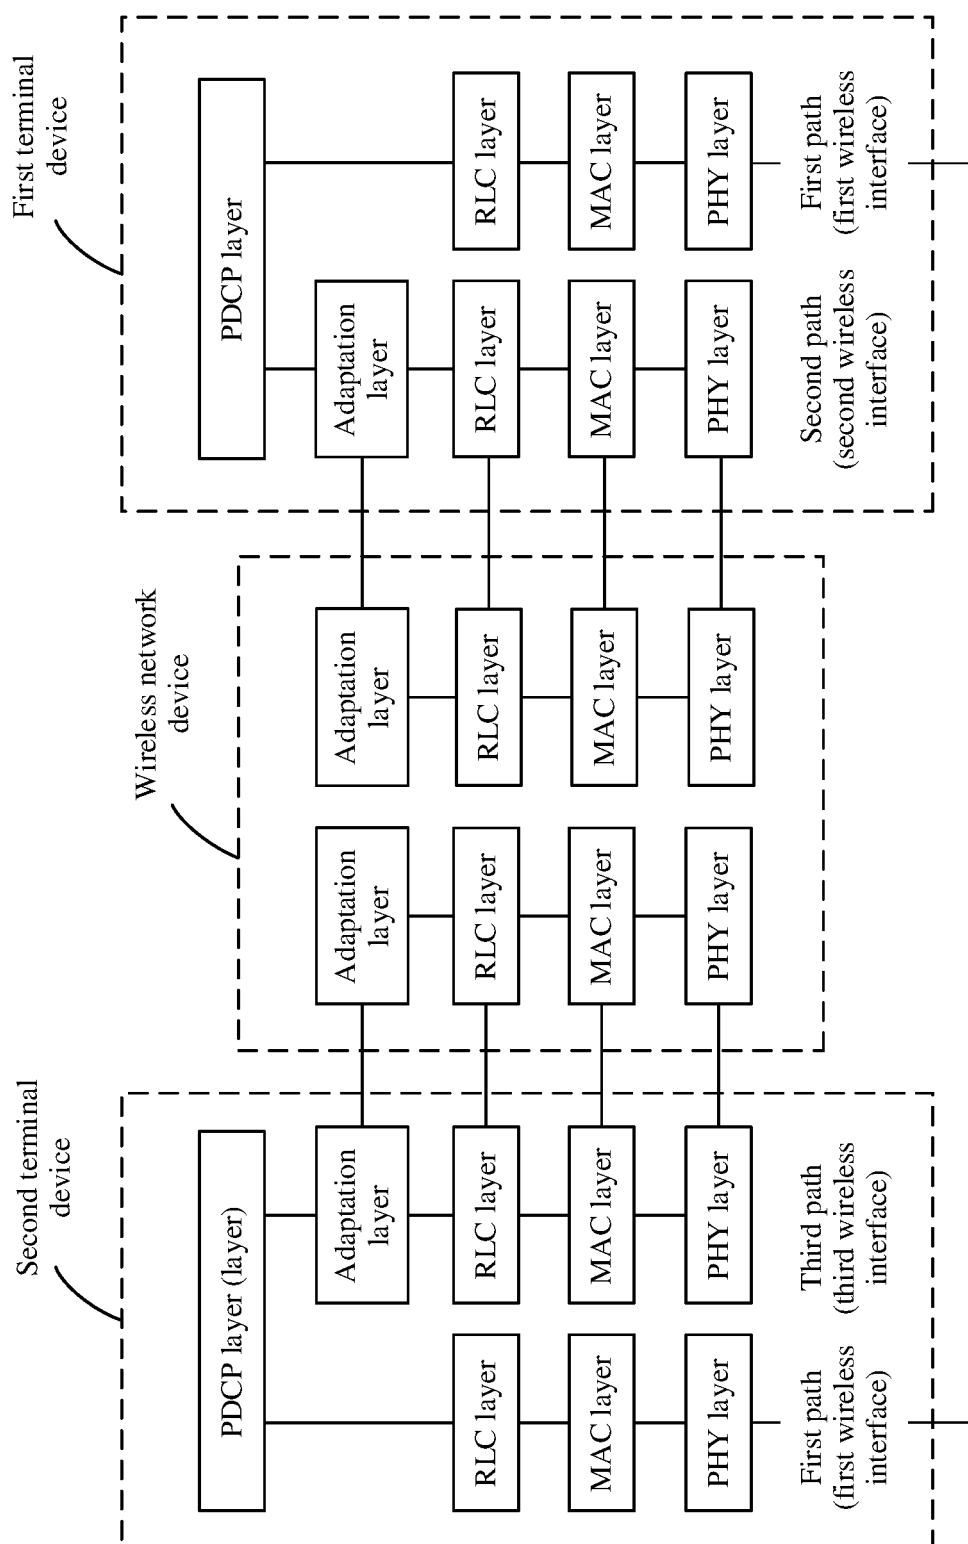 Second terminal
device
PDCP layer (layer)
RLC layer
MAC layer
PHY layer
First path
(first wireless
interface)
Adaptation
layer
RLC layer
MAC layer
PHY layer
Third path
(third wireless
interface)
Wireless network
device
Adaptation
layer
RLC layer
MAC layer
PHY layer
Adaptation
layer
RLC layer
MAC layer
PHY layer
First terminal
device
PDCP layer
Adaptation
layer
RLC layer
MAC layer
PHY layer
Second path
(second wireless
interface)
RLC layer
MAC layer
PHY layer
First path
(first wireless
interface)